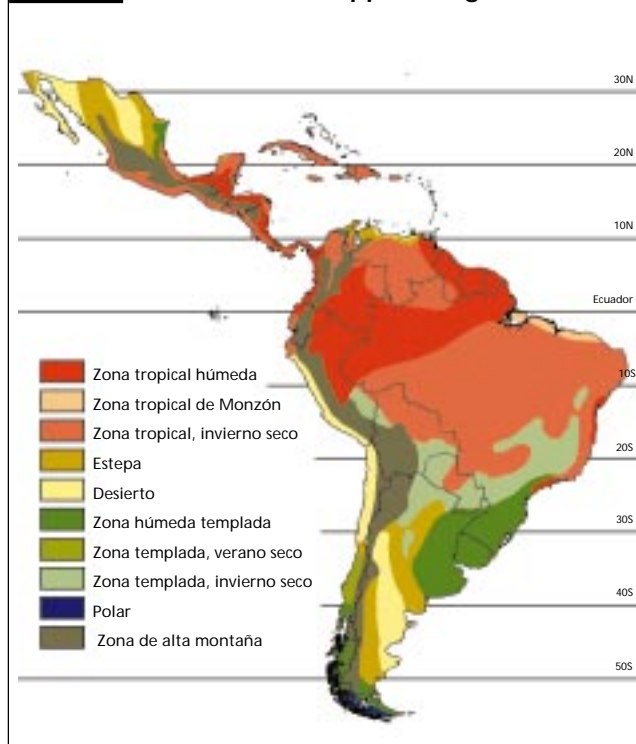 30N
20N
10N
Ecuador
10S
20S
30S
40S
50S
Zona tropical húmeda
Zona tropical de Monzón
Zona tropical, invierno seco
Estepa
Desierto
Zona húmeda templada
Zona templada, verano seco
Zona templada, invierno seco
Polar
Zona de alta montaña